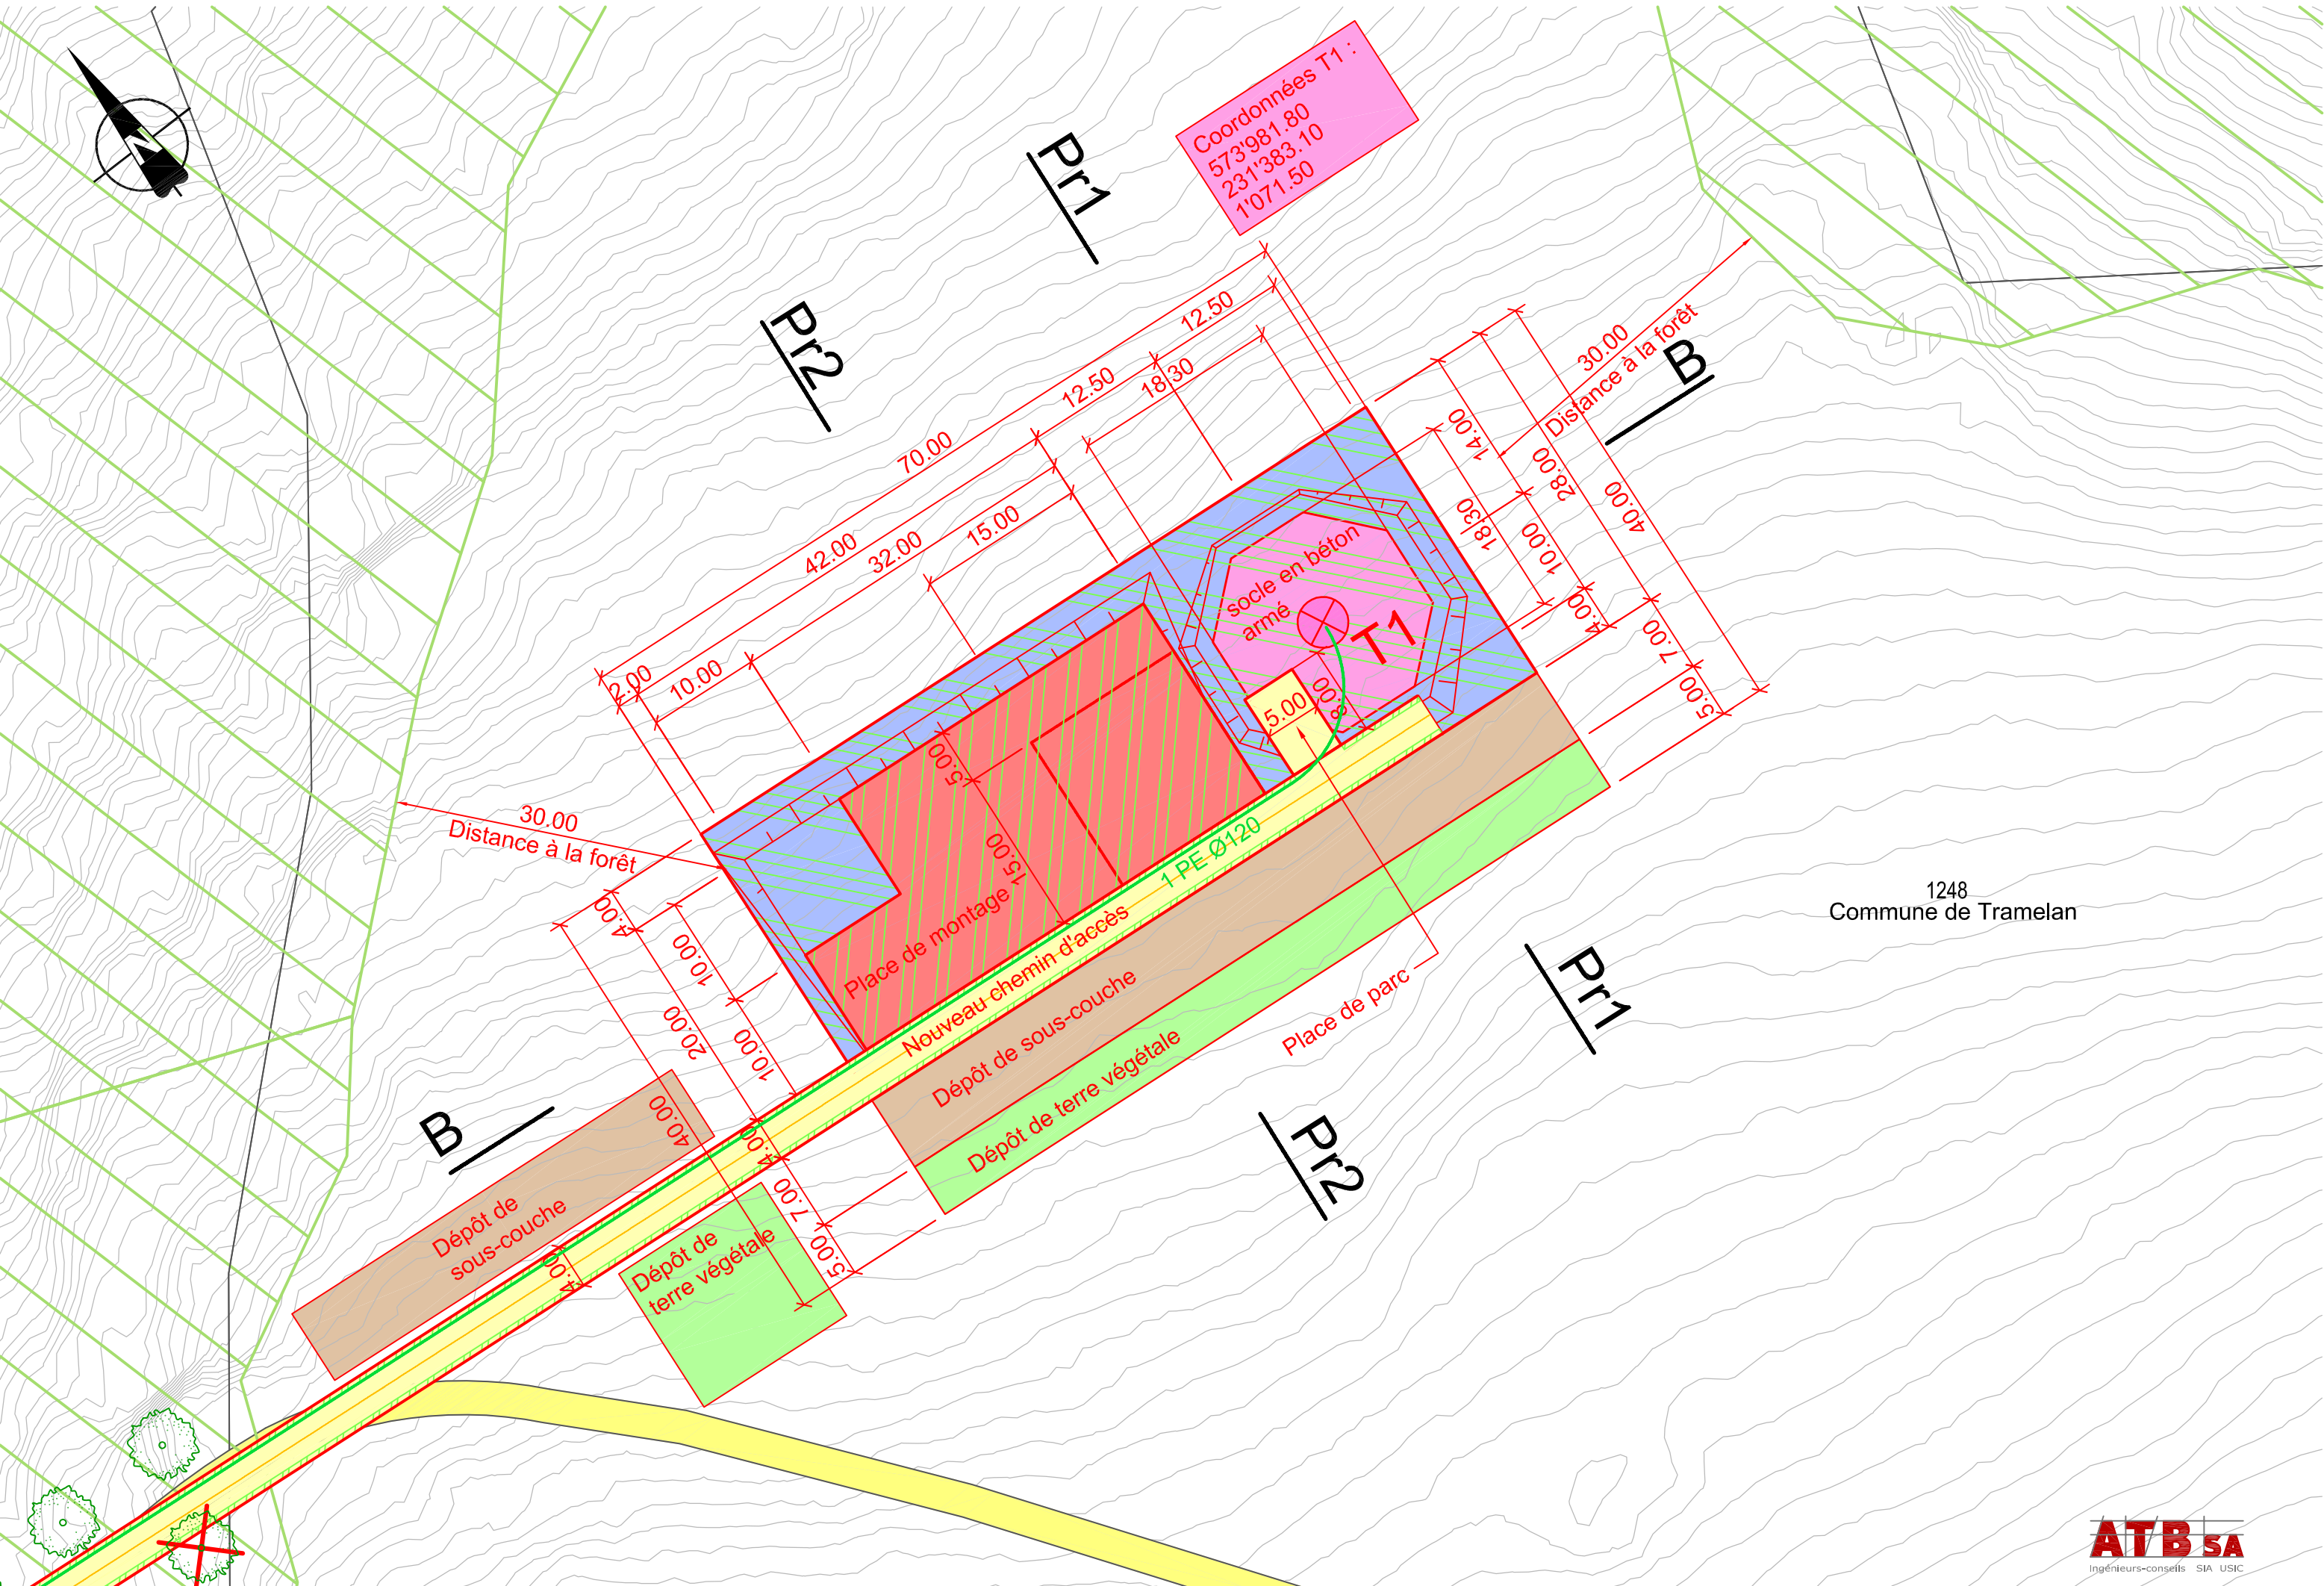 N
Coordonnées T1 :
573'981.80
231'383.10
1'071.50
Pr1
Pr2
B
12.50
12.50
18.30
70.00
42.00
32.00
15.00
2.00
10.00
30.00
Distance à la forêt
14.00
28.00
40.00
18.30
10.00
4.00
7.00
5.00
socle en béton
armé
T1
5.00
8.00
5.00
15.00
30.00
Distance à la forêt
4.00
10.00
20.00
10.00
40.00
4.00
7.00
5.00
4.00
Place de montage
1 PE Ø120
Nouveau chemin d'accès
Dépôt de sous-couche
Dépôt de terre végétale
Place de parc
1248
Commune de Tramelan
Pr1
Pr2
B
Dépôt de
sous-couche
Dépôt de
terre végétale
ATB SA
Ingénieurs-conseils SIA USIC